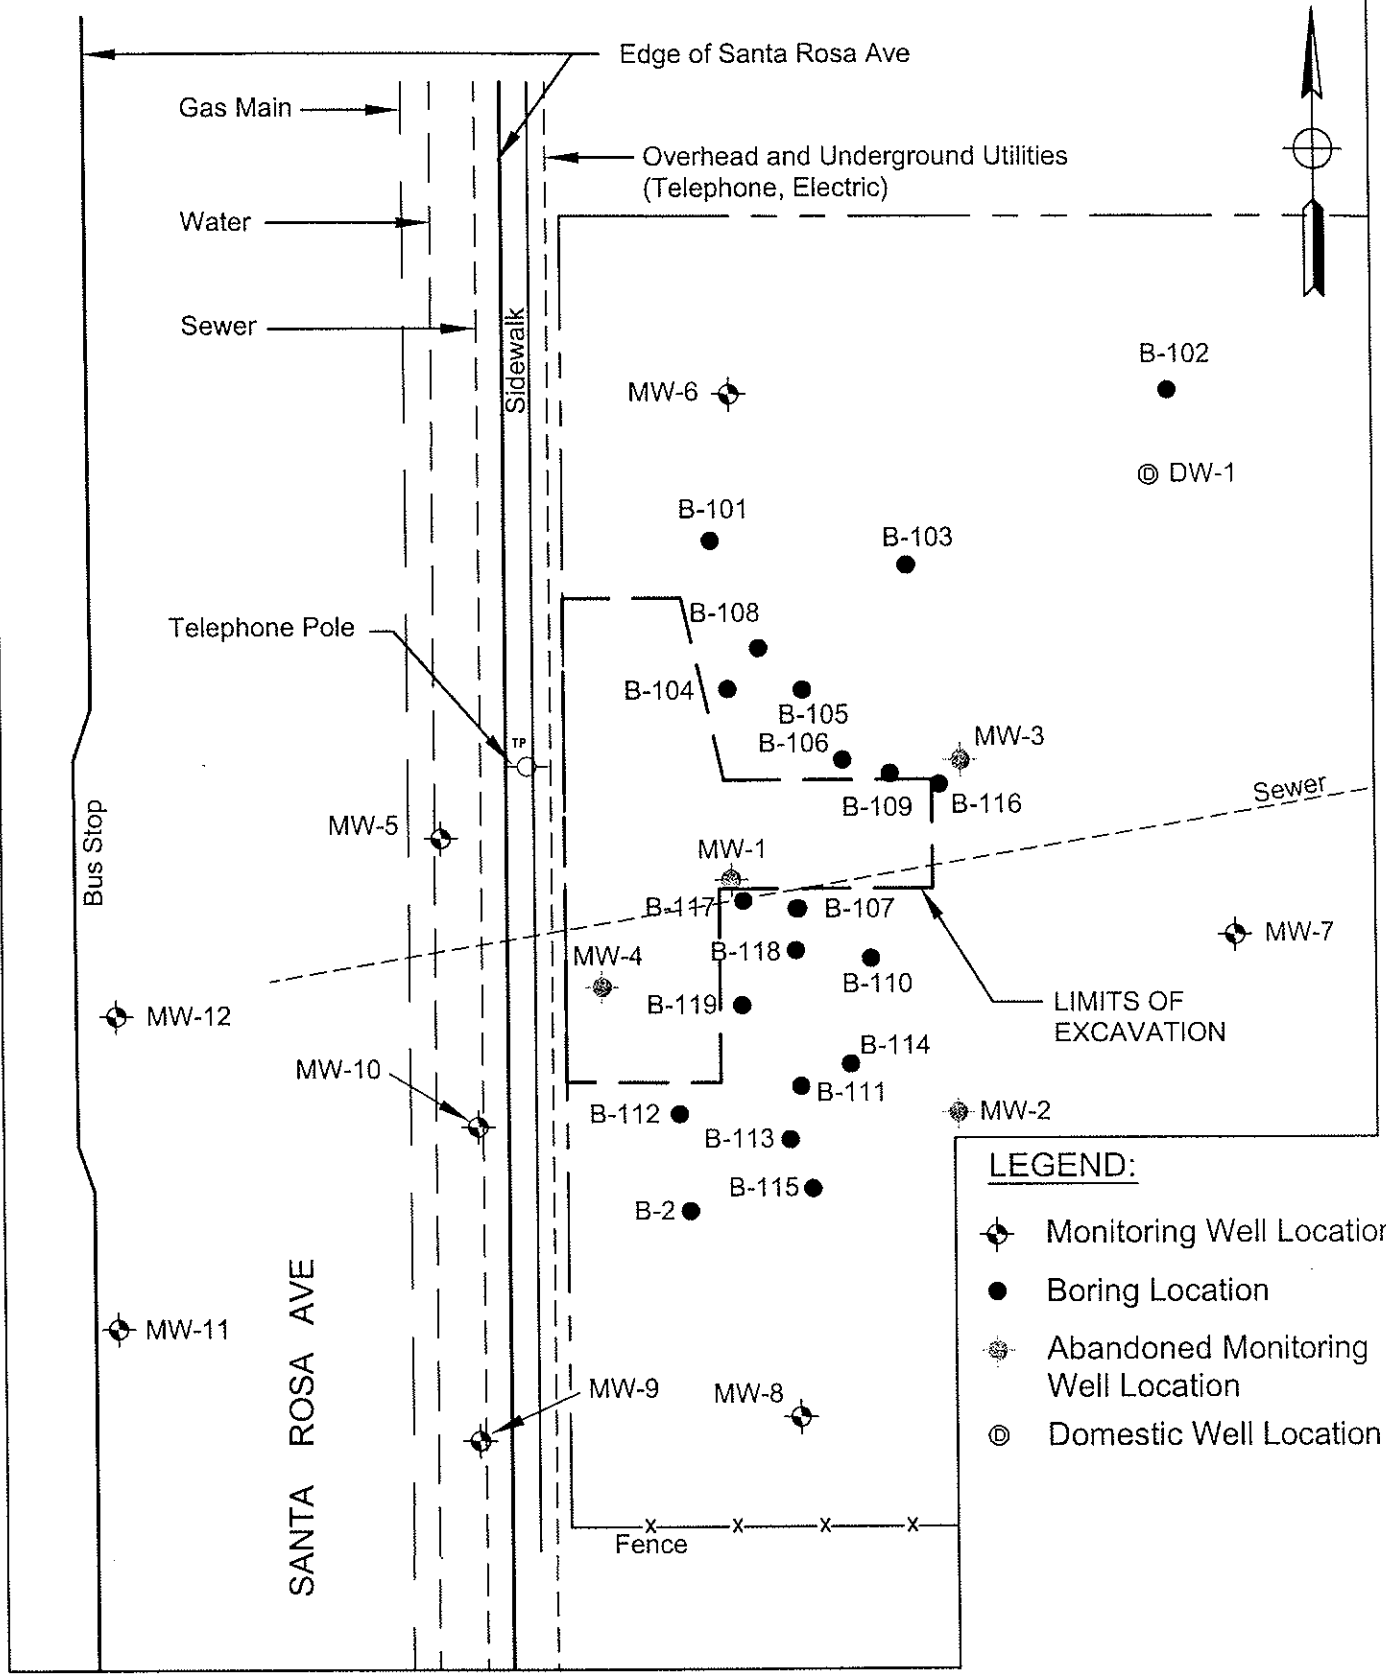 Edge of Santa Rosa Ave
Gas Main
Overhead and Underground Utilities
(Telephone, Electric)
Water
Sewer
Sidewalk
B-102
MW-6
D DW-1
B-101
B-103
B-108
Telephone Pole
B-104
B-105
TP
B-106
MW-3
Sewer
B-109
B-116
MW-5
Bus Stop
MW-1
B-117
B-107
MW-7
B-118
MW-4
B-110
B-119
LIMITS OF
EXCAVATION
MW-12
B-114
MW-10
B-111
B-112
MW-2
B-113
LEGEND:
B-115
B-2
Monitoring Well Location
Boring Location
MW-11
Abandoned Monitoring
Well Location
SANTA ROSA AVE
MW-9
MW-8
D Domestic Well Location
x x x x
Fence